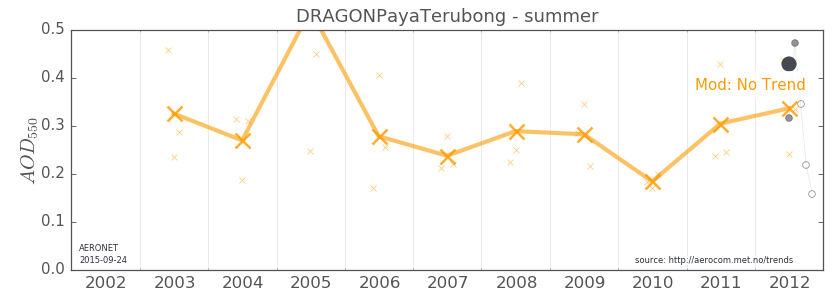 DRAGONPayaTerubong - summer
0.5
0.4
0.3
0.2
0.1
0.0
AOD550
Mod: No Trend
AERONET
2015-09-24
source: http://aerocom.met.no/trends
2002 2003 2004 2005 2006 2007 2008 2009 2010 2011 2012